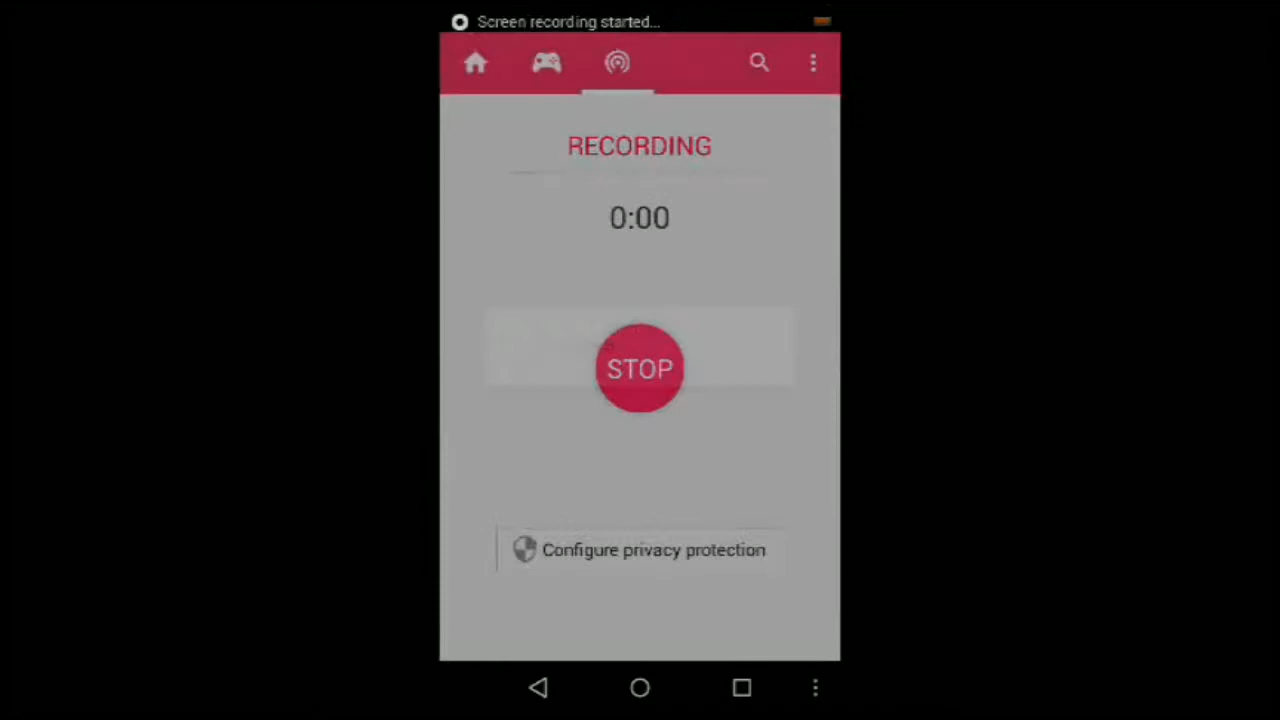 Screen recording started...
RECORDING
0:00
STOP
Configure privacy protection